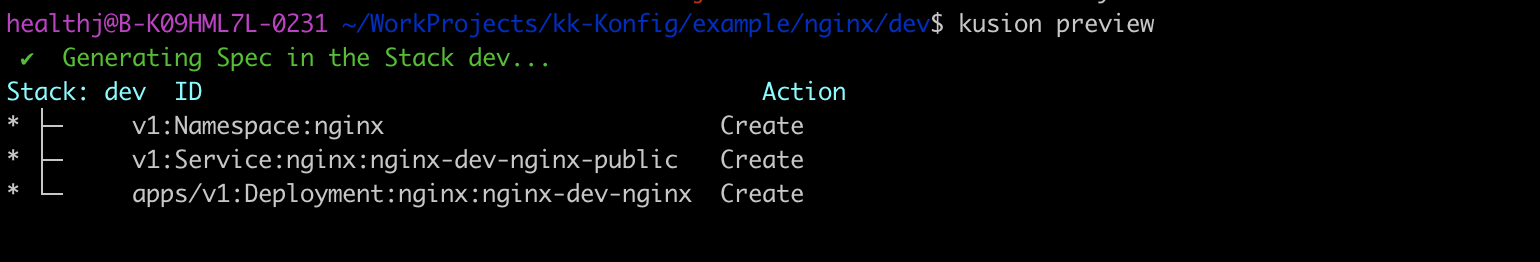 healthj@B-K09HML7L-0231 ~/WorkProjects/kk-Konfig/example/nginx/dev$ kusion preview
✔ Generating Spec in the Stack dev...
Stack: dev ID Action
* ├─ v1:Namespace:nginx Create
* ├─ v1:Service:nginx:nginx-dev-nginx-public Create
* └─ apps/v1:Deployment:nginx:nginx-dev-nginx Create